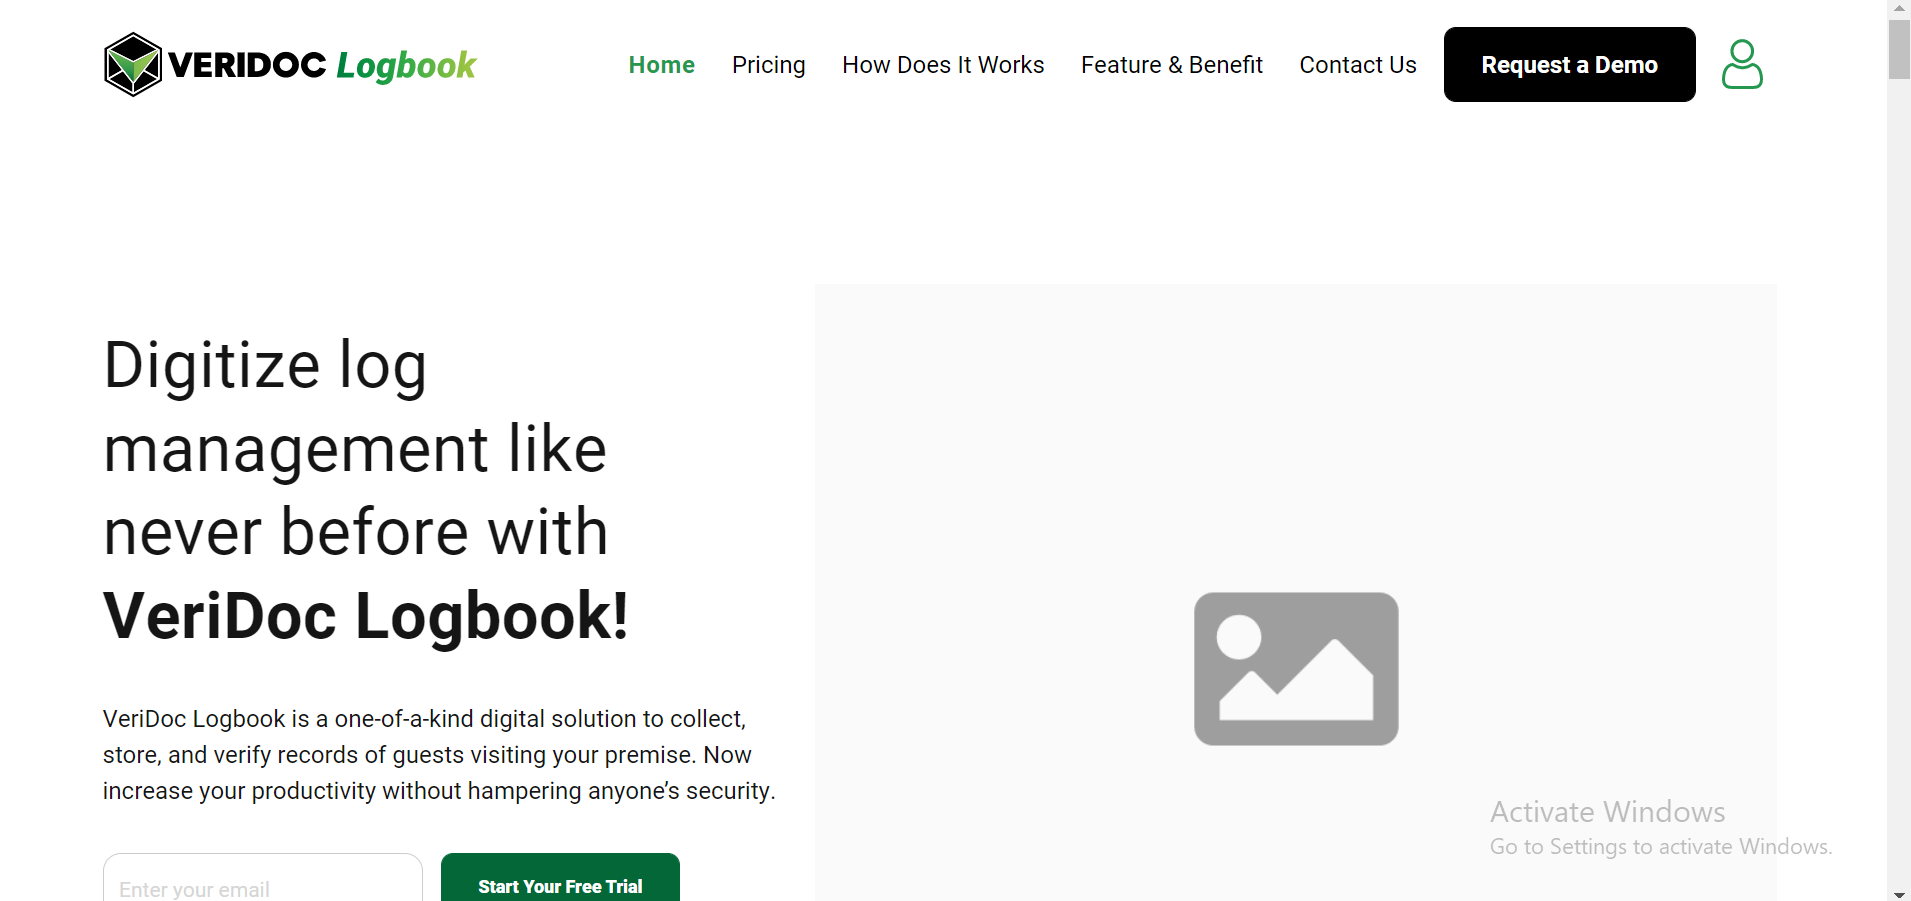 VERIDOC Logbook
Home Pricing How Does It Works Feature & Benefit Contact Us Request a Demo
Digitize log
management like
never before with
VeriDoc Logbook!
VeriDoc Logbook is a one-of-a-kind digital solution to collect,
store, and verify records of guests visiting your premise. Now
increase your productivity without hampering anyone’s security.
Enter your email
Start Your Free Trial
Activate Windows
Go to Settings to activate Windows.